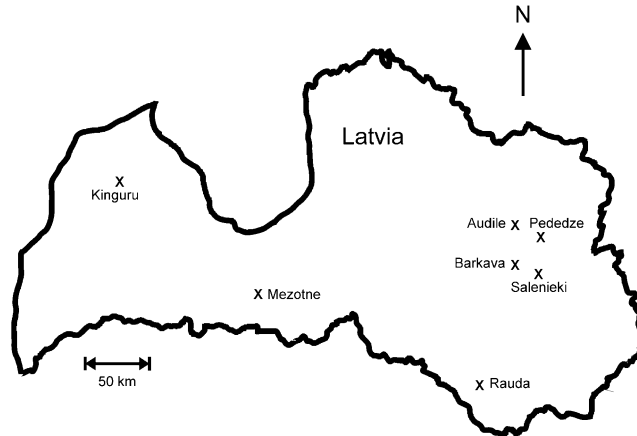 N
Latvia
Kinguru
Audile
Pededze
Barkava
Salenieki
Mezotne
50 km
Rauda